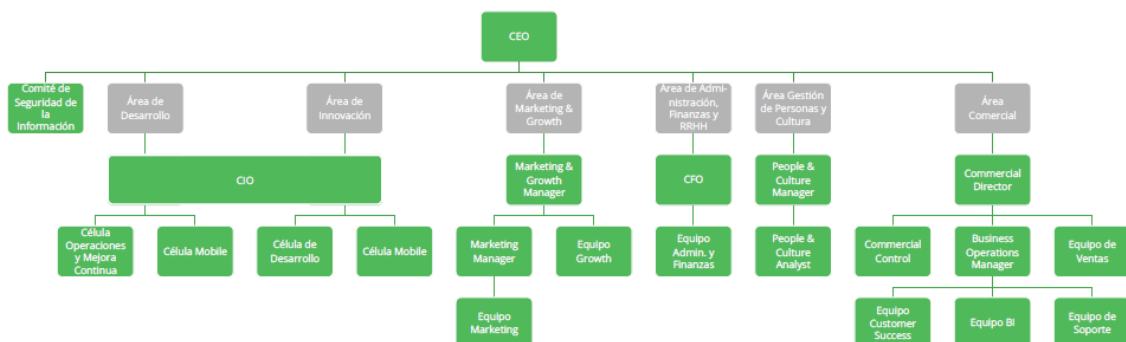 CEO
Comité de
Seguridad de
la
Información
Área de
Desarrollo
Área de
Innovación
Área de
Marketing &
Growth
Área de Admi-
nistración,
Finanzas y
RRHH
Área Gestión
de Personas y
Cultura
Área
Comercial
CIO
Marketing &
Growth
Manager
CFO
People &
Culture
Manager
Commercial
Director
Célula
Operaciones
y Mejora
Continua
Célula Mobile
Célula de
Desarrollo
Célula Mobile
Marketing
Manager
Equipo
Growth
Equipo
Admin. y
Finanzas
People &
Culture
Analyst
Commercial
Control
Business
Operations
Manager
Equipo de
Ventas
Equipo
Marketing
Equipo
Customer
Success
Equipo BI
Equipo de
Soporte